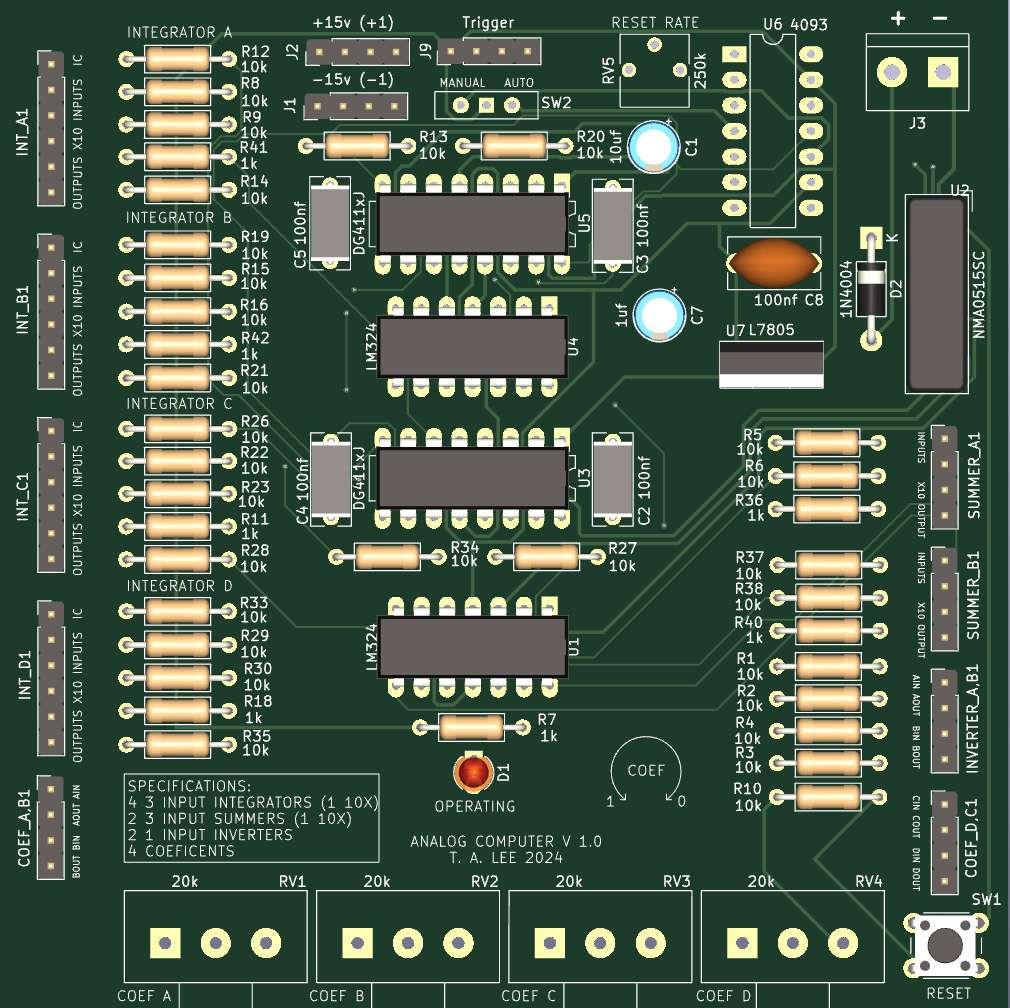 INTEGRATOR A
+15v (+1)
Trigger
RESET RATE
U6 4093
+ -
J2
J9
R12
10k
IC
R8
10k
-15v (-1)
MANUAL AUTO
SW2
J1
RV5
250k
J3
INT_A1
OUTPUTS X10 INPUTS
R9
10k
R41
1k
R14
10k
R13
10k
R20
10k
10uf
C1
+
INTEGRATOR B
C5 100nf
DG411xJ
U5
C3 100nf
U2
K
R19
10k
IC
R15
10k
100nf C8
1N4004
D2
NMA0515SC
INT_B1
OUTPUTS X10 INPUTS
R16
10k
R42
1k
R21
10k
LM324
U4
1uf
C7
+
U7 L7805
INTEGRATOR C
R26
10k
IC
R22
10k
INT_C1
OUTPUTS X10 INPUTS
R23
10k
R11
1k
R28
10k
C4 100nf
DG411xJ
U3
C2 100nf
R5
10k
R6
10k
R36
1k
INPUTS
X10 OUTPUT
SUMMER_A1
R34
10k
R27
10k
INTEGRATOR D
R33
10k
IC
R29
10k
INT_D1
OUTPUTS X10 INPUTS
R30
10k
R18
1k
R35
10k
LM324
U1
R37
10k
R38
10k
R40
1k
INPUTS
X10 OUTPUT
SUMMER_B1
R1
10k
R2
10k
R4
10k
R3
10k
R10
10k
AIN AOUT
BIN BOUT
INVERTER_A,B1
R7
1k
D1
OPERATING
COEF
1 0
COEF_A,B1
AOUT AIN
BOUT BIN
SPECIFICATIONS:
4 3 INPUT INTEGRATORS (1 10X)
2 3 INPUT SUMMERS (1 10X)
2 1 INPUT INVERTERS
4 COEFICENTS
ANALOG COMPUTER V 1.0
T. A. LEE 2024
CIN COUT
DIN DOUT
COEF_D,C1
20k RV1
20k RV2
20k RV3
20k RV4
SW1
COEF A
COEF B
COEF C
COEF D
RESET